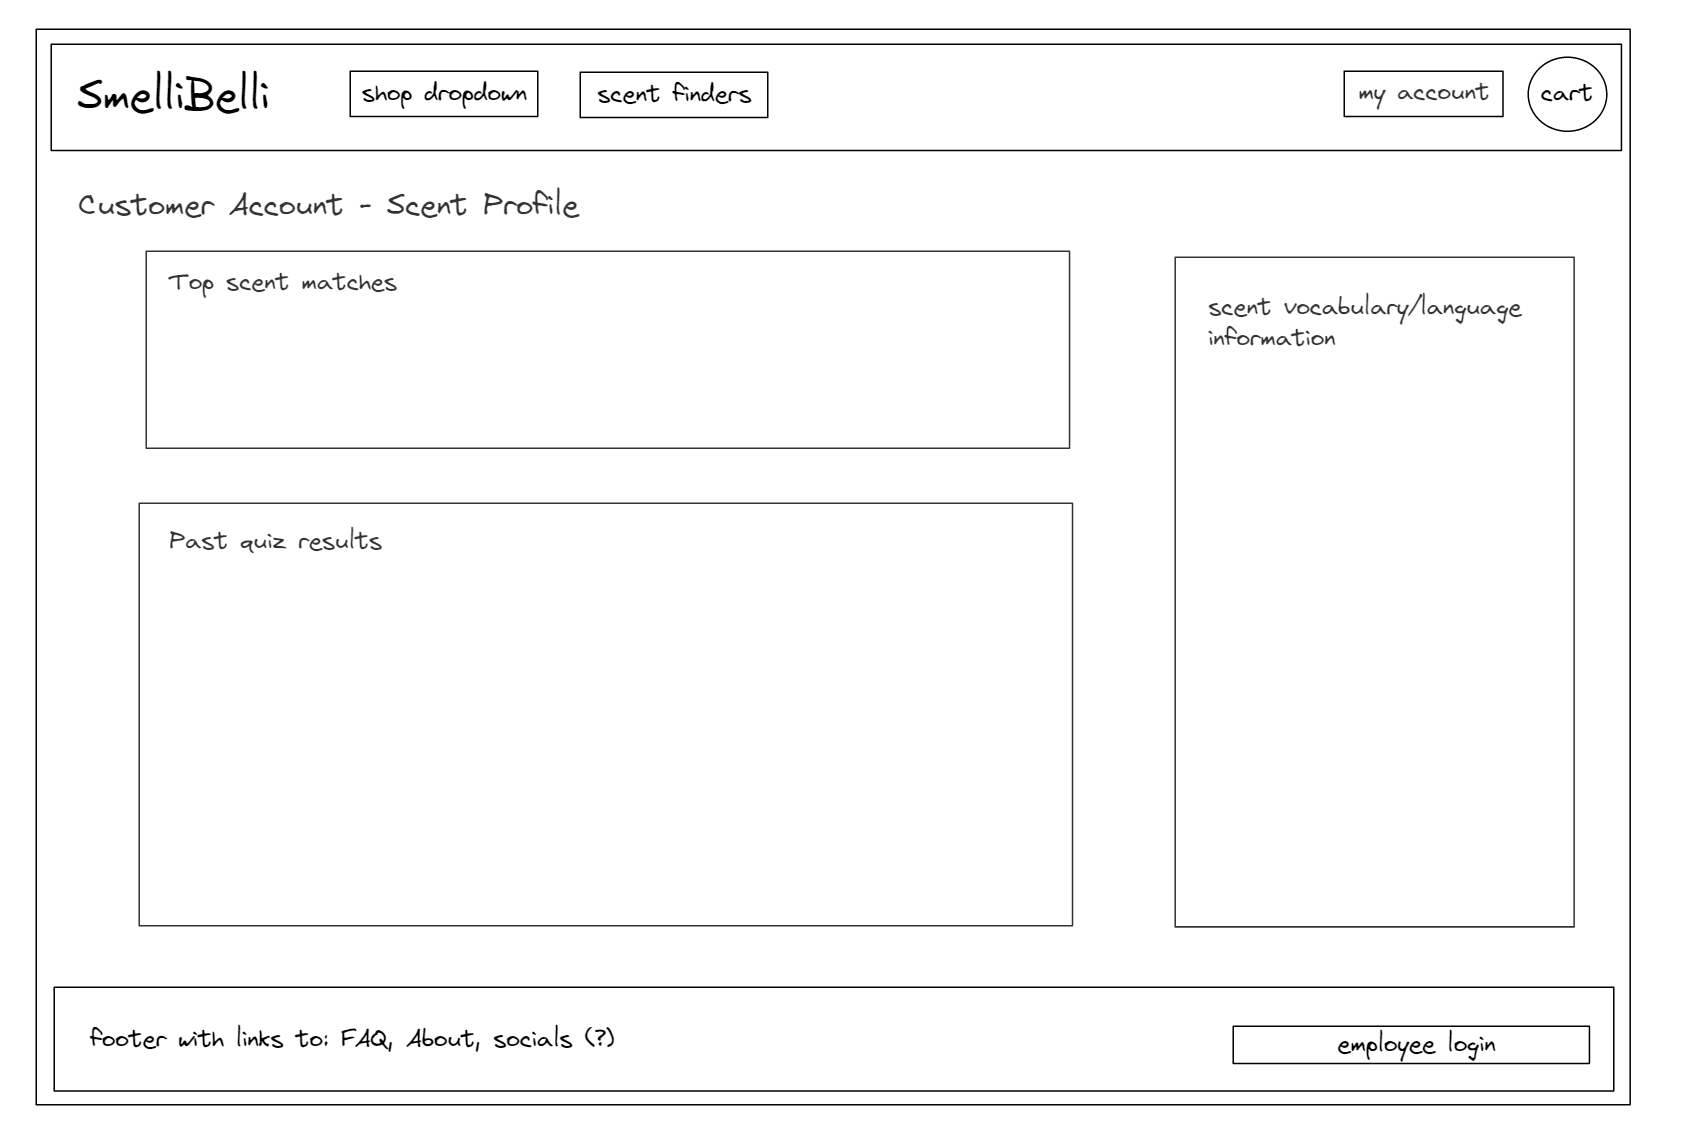 SmelliBelli
shop dropdown
scent finders
my account
cart
Customer Account - Scent Profile
Top scent matches
scent vocabulary/language
information
Past quiz results
footer with links to: FAQ, About, socials (?)
employee login